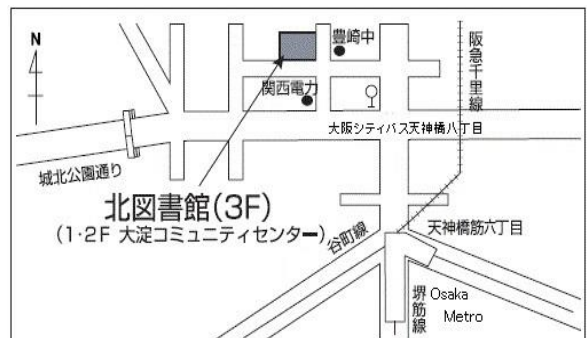 N
豊崎中
阪急千里線
関西電力
大阪シティバス天神橋八丁目
城北公園通り
北図書館(3F)
(1・2F 大淀コミュニティセンター)
谷町線
天神橋筋六丁目
堺筋線
Osaka
Metro